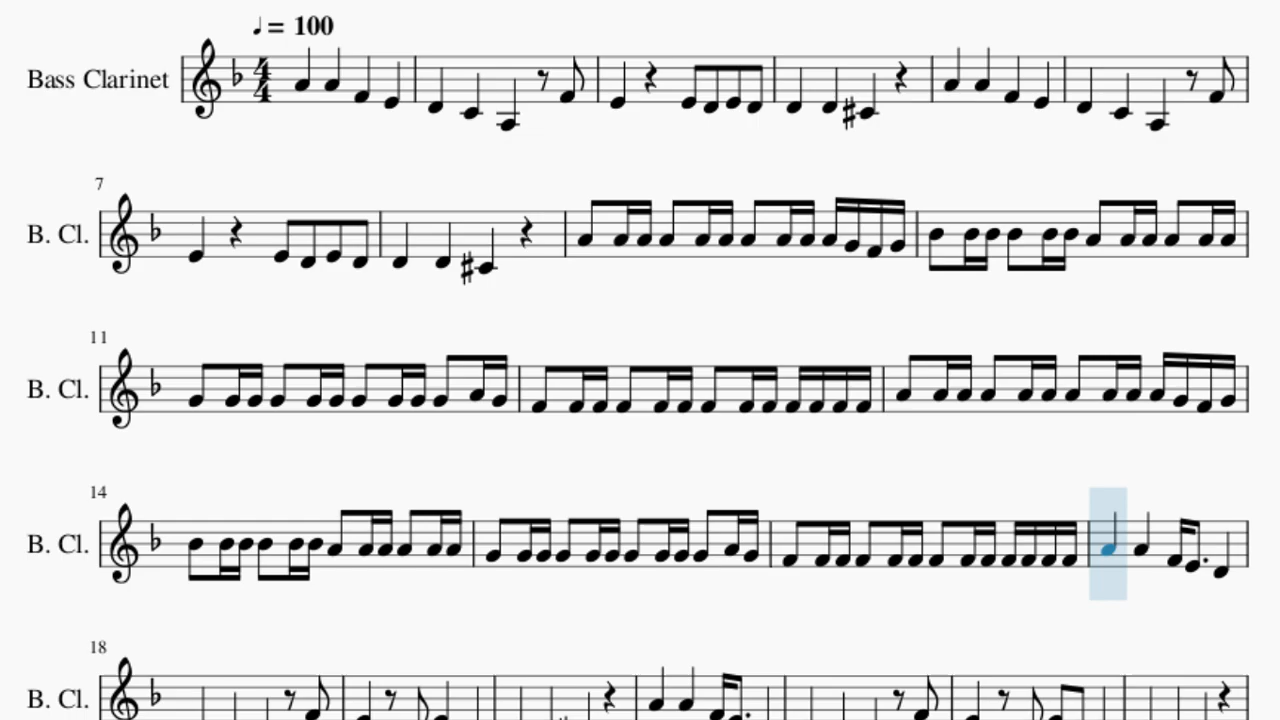 ♩ = 100
Bass Clarinet
4
4
7
B. Cl.
11
B. Cl.
14
B. Cl.
18
B. Cl.